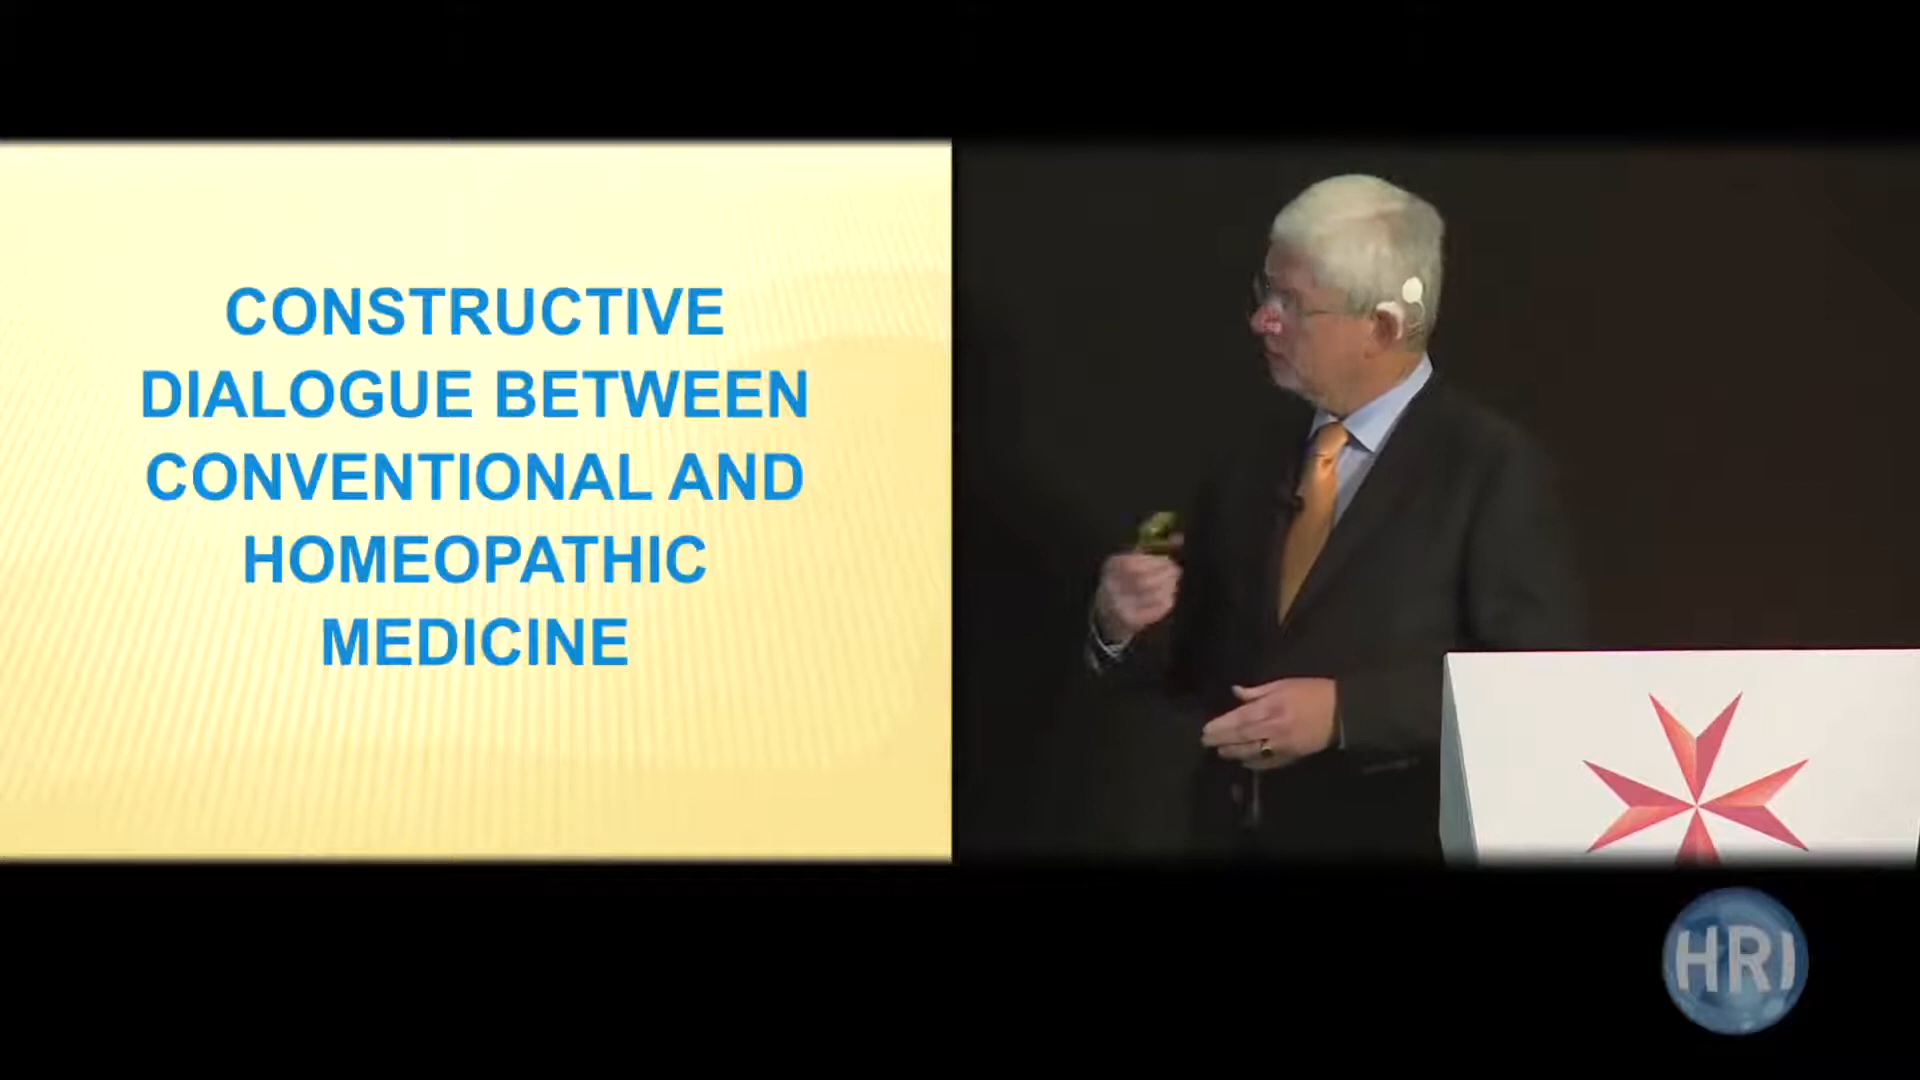 CONSTRUCTIVE
DIALOGUE BETWEEN
CONVENTIONAL AND
HOMEOPATHIC
MEDICINE
HRI